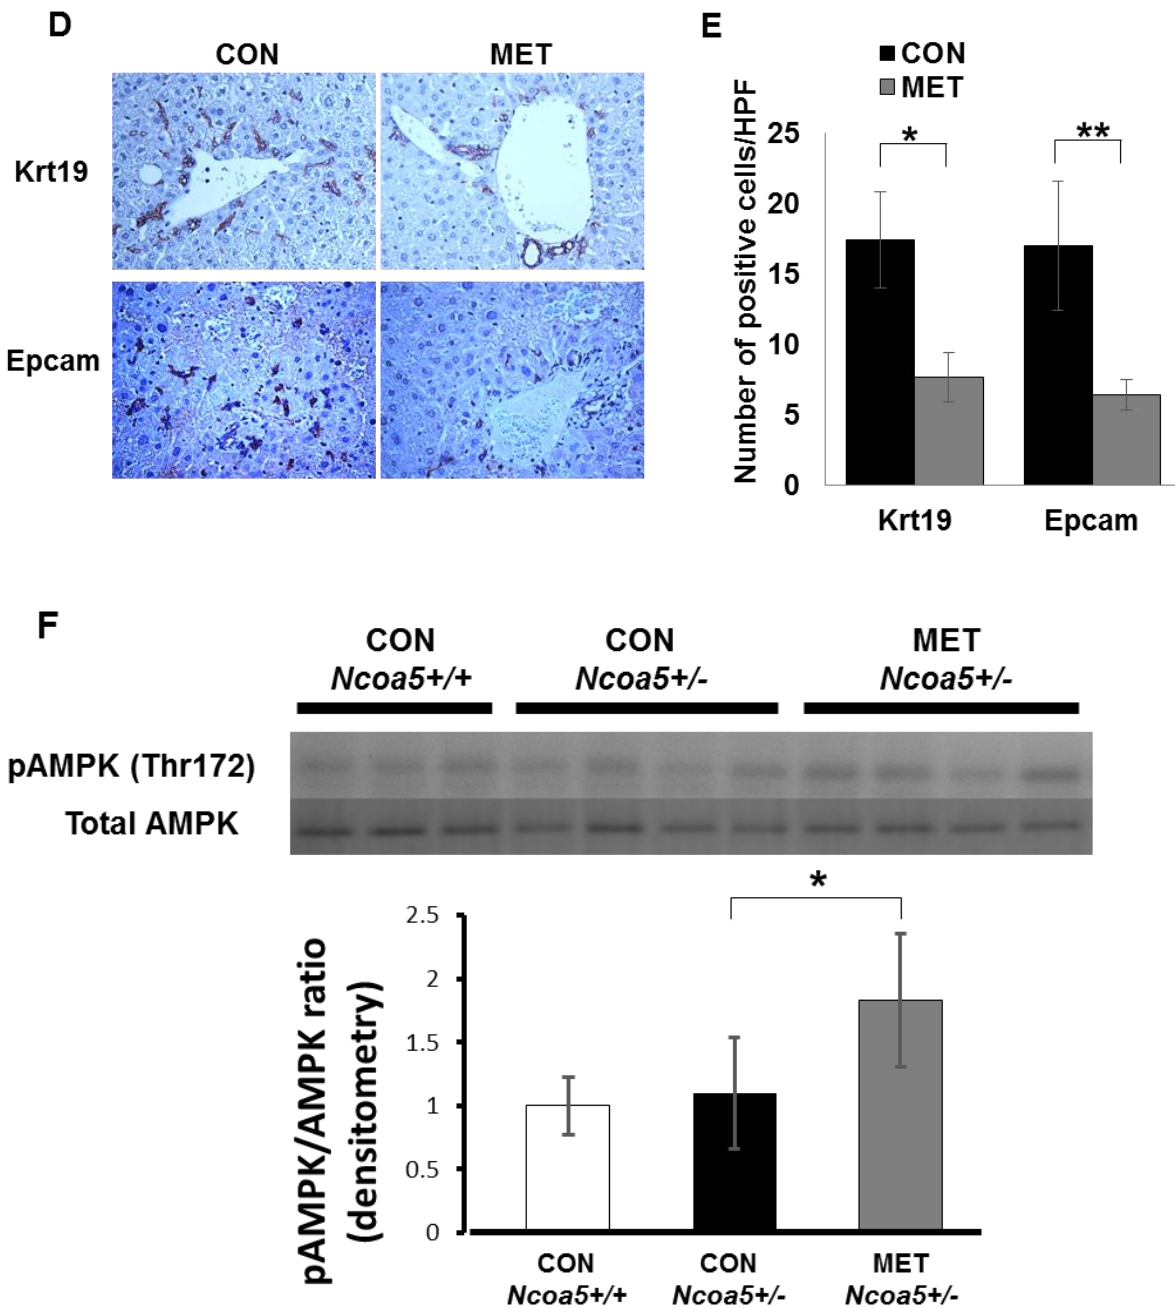 D
CON MET
Krt19
Epcam
E
CON
MET
* **
Number of positive cells/HPF
25
20
15
10
5
0
Krt19 Epcam
F
CON CON MET
Ncoa5+/+ Ncoa5+/- Ncoa5+/-
pAMPK (Thr172)
Total AMPK
*
pAMPK/AMPK ratio
(densitometry)
2.5
2
1.5
1
0.5
0
CON CON MET
Ncoa5+/+ Ncoa5+/- Ncoa5+/-